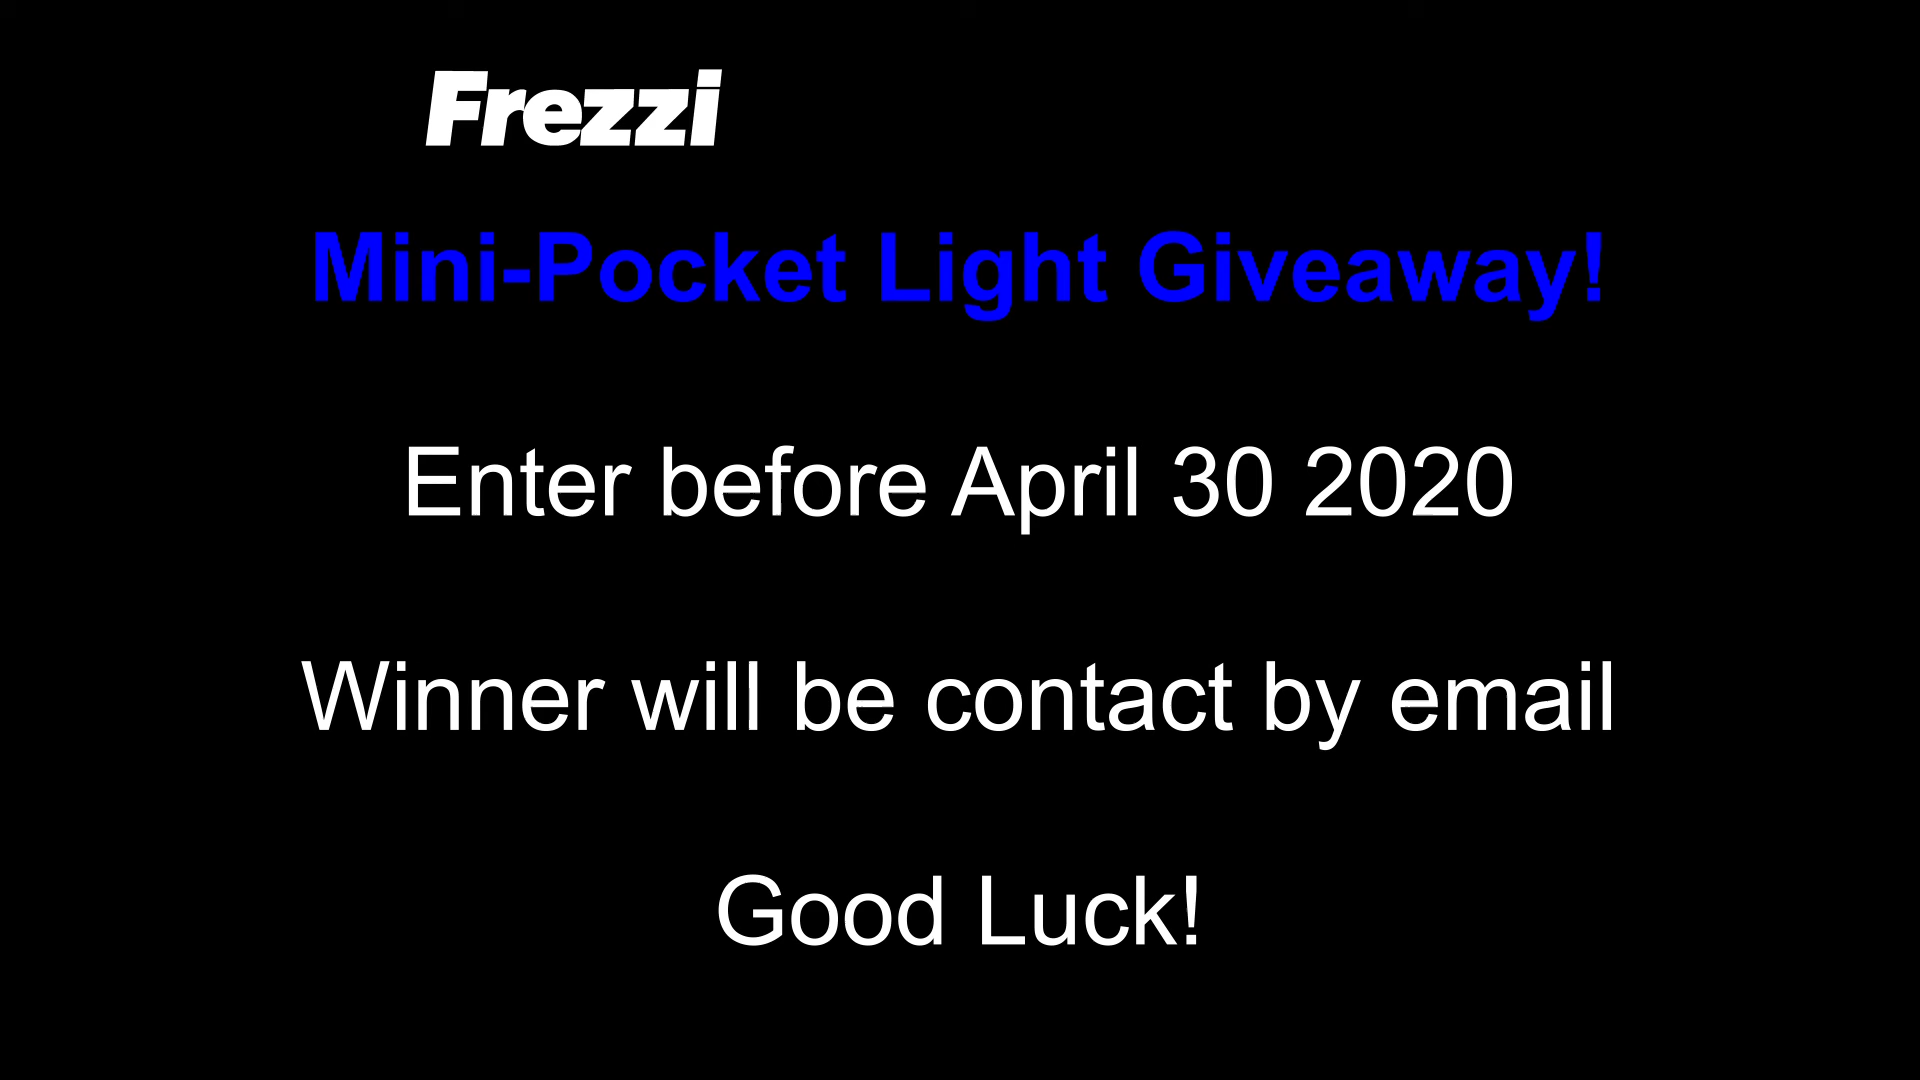 Frezzi
Mini-Pocket Light Giveaway!
Enter before April 30 2020
Winner will be contact by email
Good Luck!